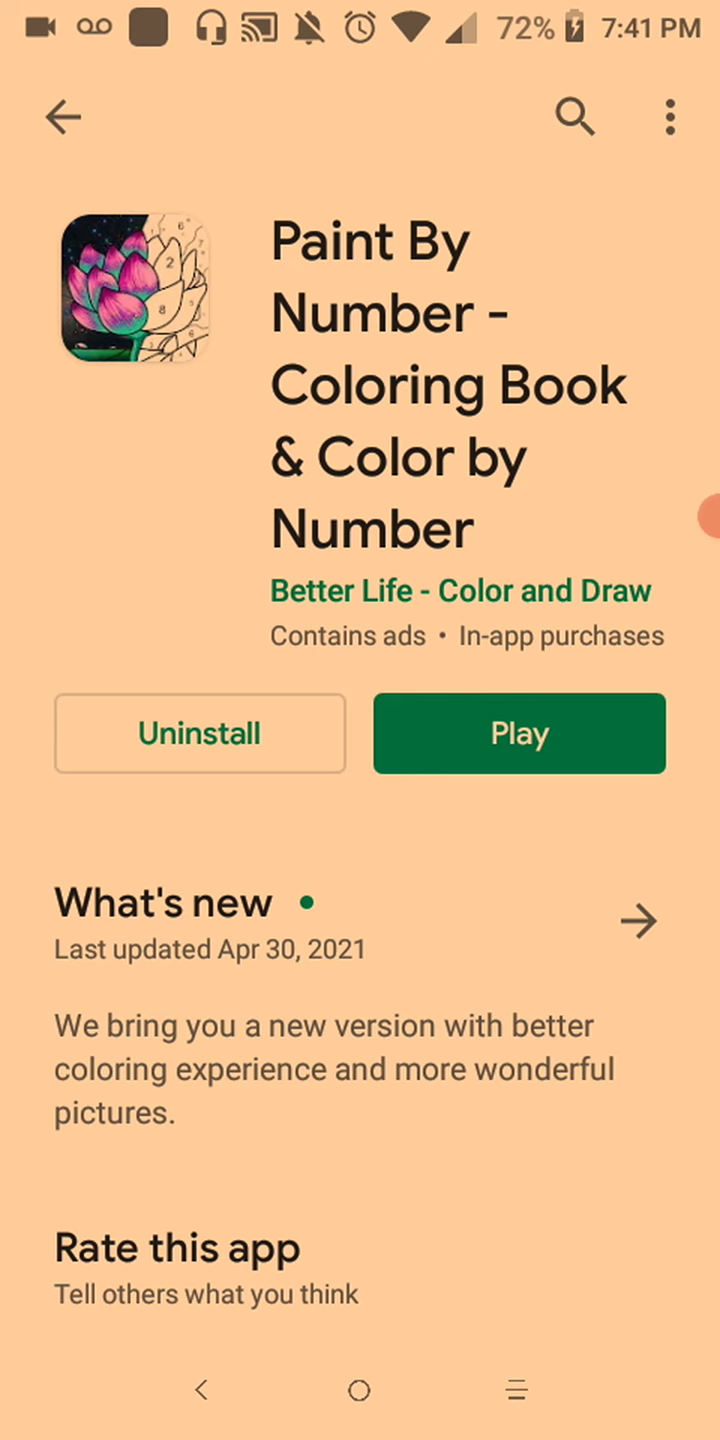 72% 7:41 PM
Paint By
Number -
Coloring Book
& Color by
Number
Better Life - Color and Draw
Contains ads • In-app purchases
Uninstall
Play
What's new •
Last updated Apr 30, 2021
We bring you a new version with better
coloring experience and more wonderful
pictures.
Rate this app
Tell others what you think